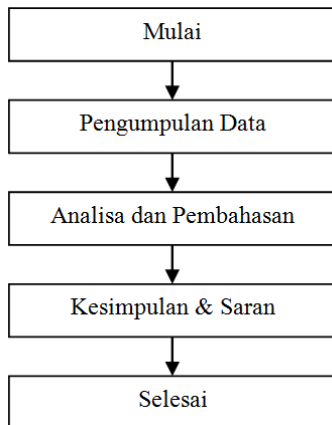 Mulai
Pengumpulan Data
Analisa dan Pembahasan
Kesimpulan & Saran
Selesai